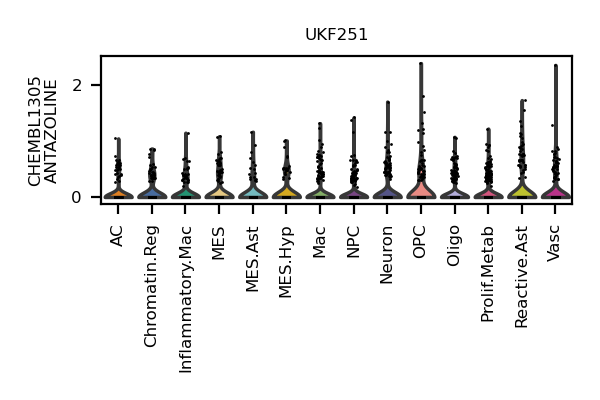 UKF251
CHEMBL1305
ANTAZOLINE
2
0
AC
Chromatin.Reg
Inflammatory.Mac
MES
MES.Ast
MES.Hyp
Mac
NPC
Neuron
OPC
Oligo
Prolif.Metab
Reactive.Ast
Vasc